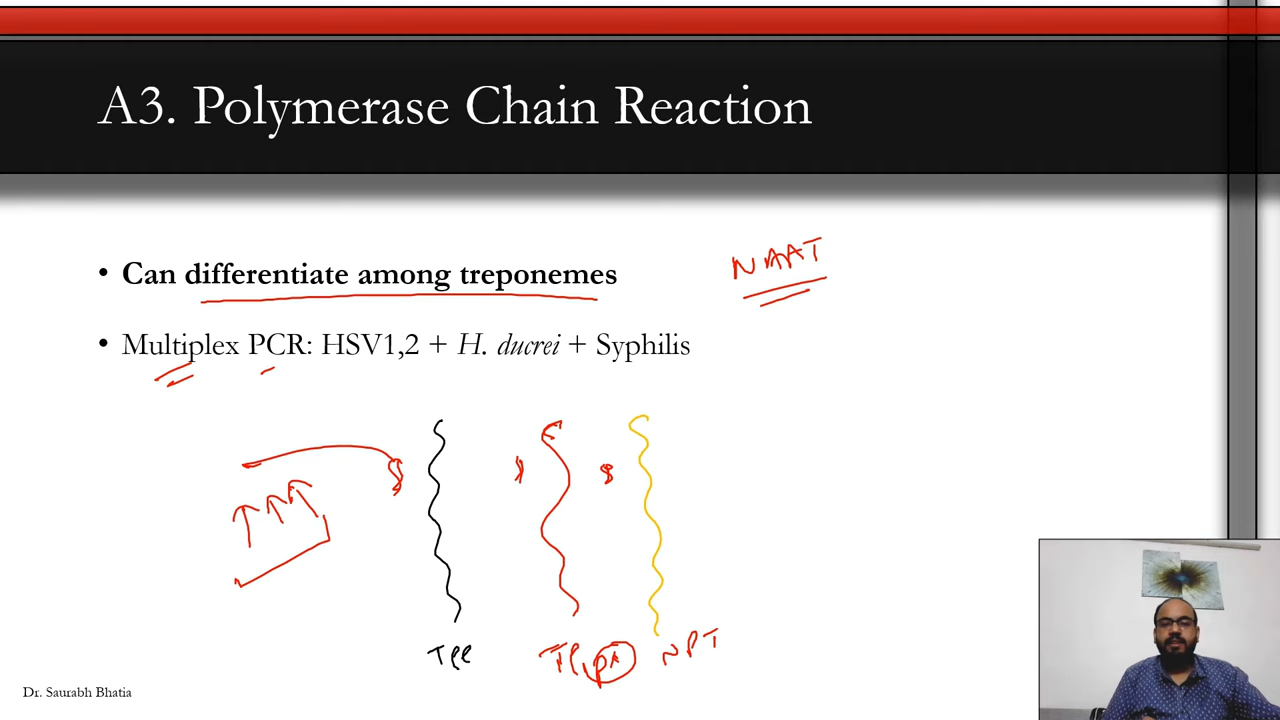 A3. Polymerase Chain Reaction
• Can differentiate among treponemes
NAAT
• Multiplex PCR: HSV1,2 + H. ducrei + Syphilis
NPT
Dr. Saurabh Bhatia